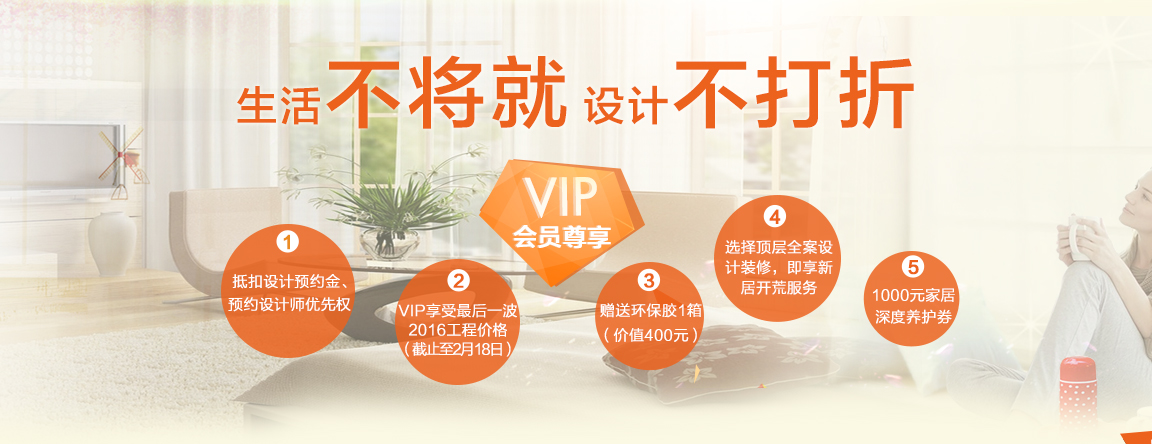 生活不将就 设计不打折
VIP
会员尊享
1
抵扣设计预约金、
预约设计师优先权
2
VIP享受最后一波
2016工程价格
（截止至2月18日）
3
赠送环保胶1箱
（价值400元）
4
选择顶层全案设
计装修，即享新
居开荒服务
5
1000元家居
深度养护券